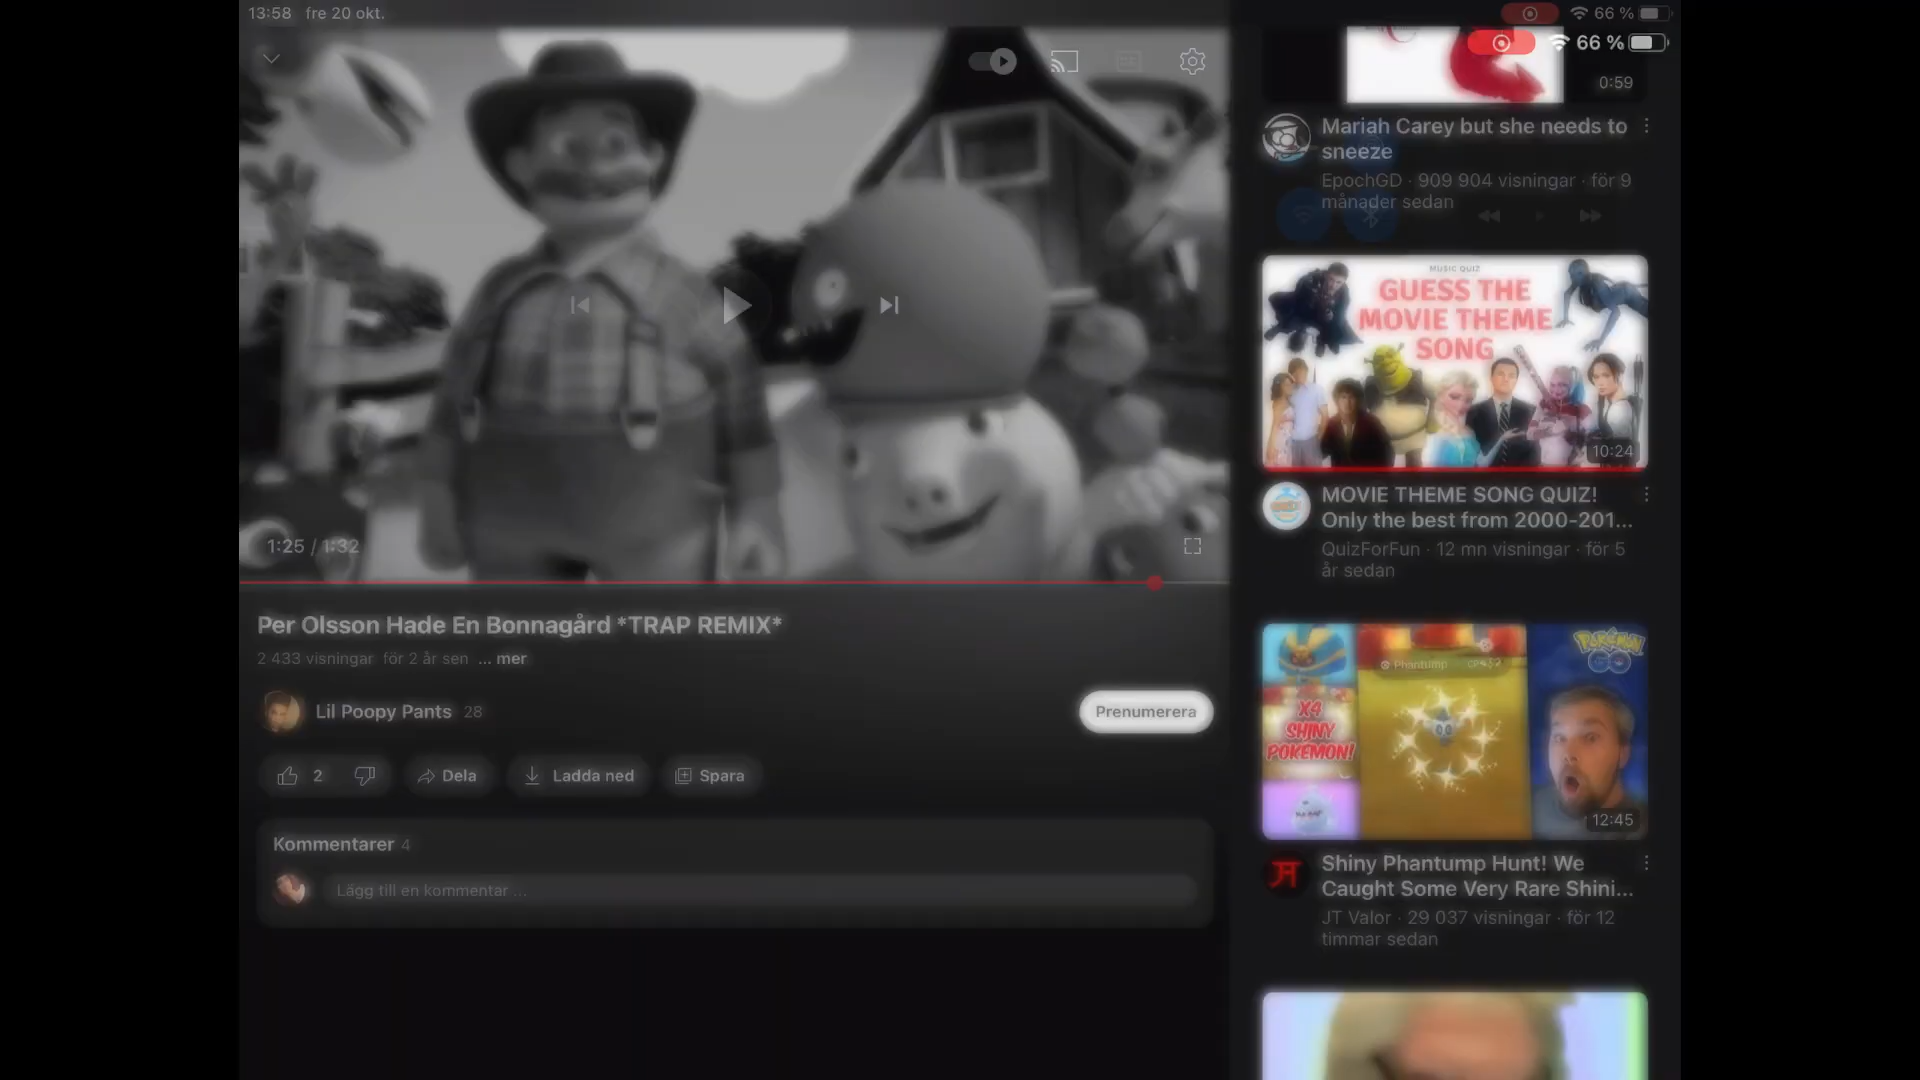 13:58 fre 20 okt.
66 %
66 %
1:25 / 1:32
Per Olsson Hade En Bonnagård *TRAP REMIX*
2 433 visningar för 2 år sen ... mer
Lil Poopy Pants 28
Prenumerera
2
Dela
Ladda ned
Spara
Kommentarer 4
Lägg till en kommentar ...
0:59
Mariah Carey but she needs to
sneeze
EpochGD · 909 904 visningar · för 9
månader sedan
MUSIC QUIZ
GUESS THE
MOVIE THEME
SONG
10:24
MOVIE THEME SONG QUIZ!
Only the best from 2000-201...
QuizForFun · 12 mn visningar · för 5
år sedan
Phantump
POKÉMON
GO
X4
SHINY
POKEMON!
12:45
Shiny Phantump Hunt! We
Caught Some Very Rare Shini...
JT Valor · 29 037 visningar · för 12
timmar sedan